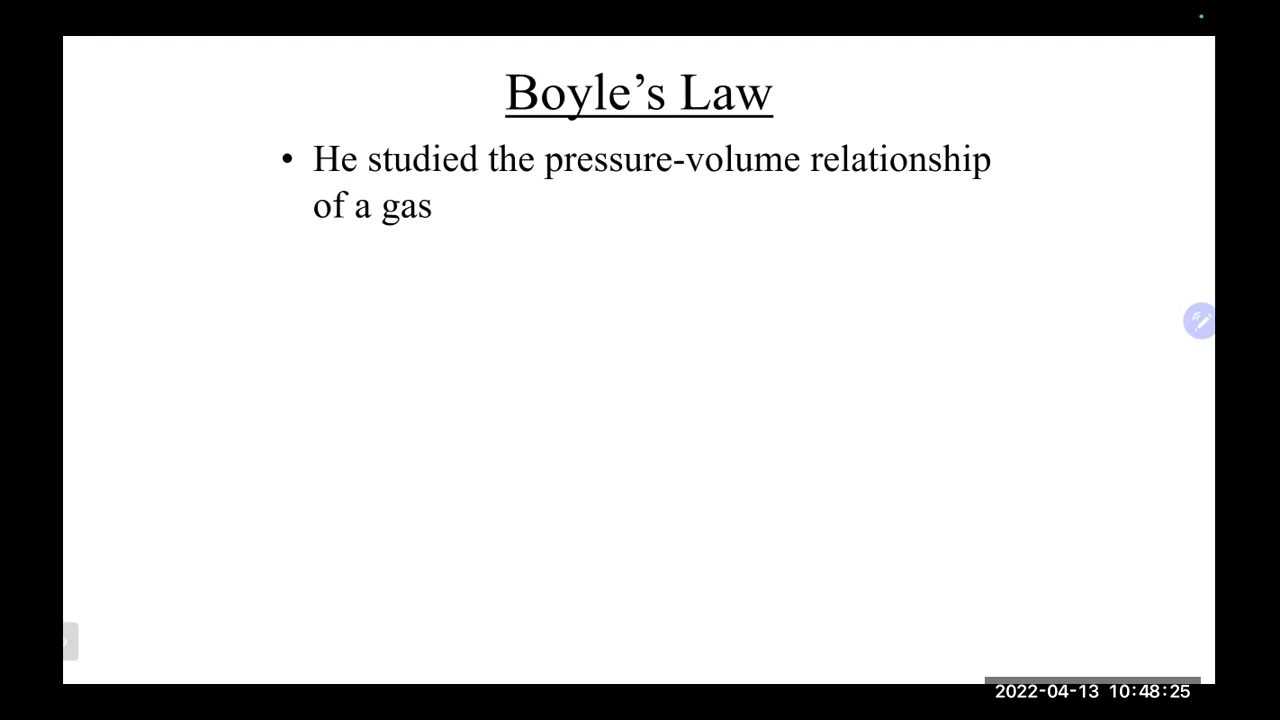 Boyle’s Law
• He studied the pressure-volume relationship
of a gas
2022-04-13 10:48:25